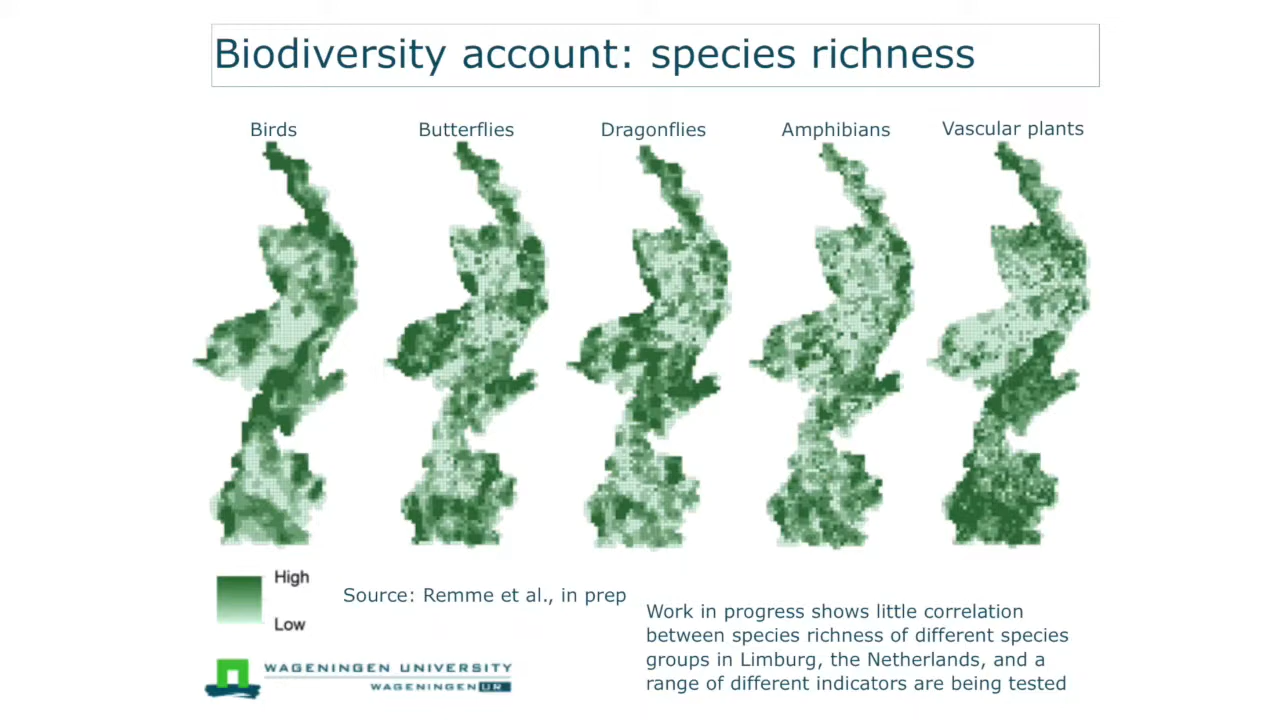 Biodiversity account: species richness
Birds
Butterflies
Dragonflies
Amphibians
Vascular plants
High
Low
Source: Remme et al., in prep
Work in progress shows little correlation
between species richness of different species
groups in Limburg, the Netherlands, and a
range of different indicators are being tested
WAGENINGEN UNIVERSITY
WAGENINGEN UR